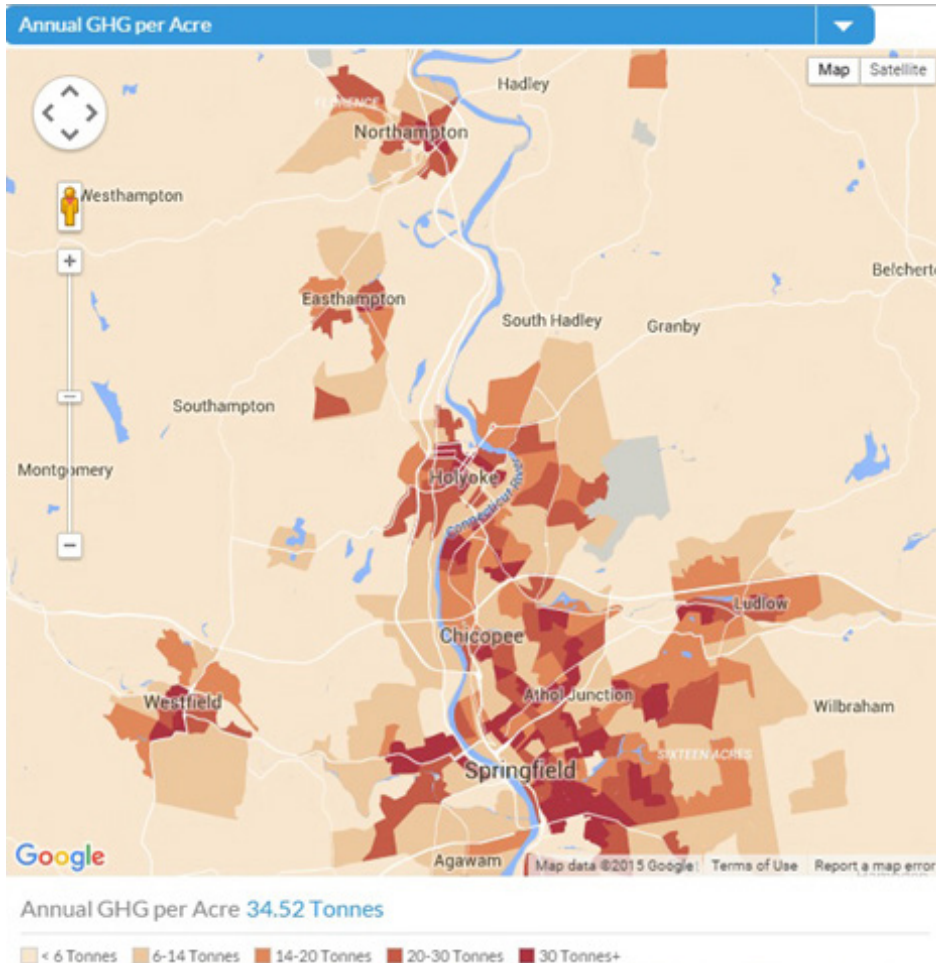 Annual GHG per Acre
Map Satellite
Hadley
FLORENCE
Northampton
Westhampton
Belcherto
Easthampton
South Hadley
Granby
Southampton
Montgomery
Holyoke
Connecticut River
Ludlow
Chicopee
Athol Junction
Westfield
Wilbraham
SIXTEEN ACRES
Springfield
Google
Agawam
Map data ©2015 Google
Terms of Use
Report a map error
Annual GHG per Acre 34.52 Tonnes
< 6 Tonnes 6-14 Tonnes 14-20 Tonnes 20-30 Tonnes 30 Tonnes+